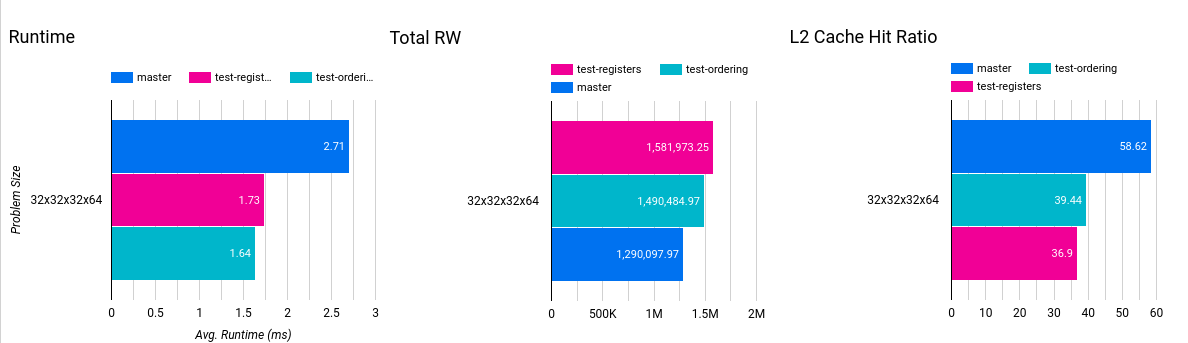 Runtime
master test-regist… test-orderi…
Problem Size
32x32x32x64
2.71
1.73
1.64
0 0.5 1 1.5 2 2.5 3
Avg. Runtime (ms)
Total RW
test-registers test-ordering
master
32x32x32x64
1,581,973.25
1,490,484.97
1,290,097.97
0 500K 1M 1.5M 2M
L2 Cache Hit Ratio
master test-ordering
test-registers
32x32x32x64
58.62
39.44
36.9
0 10 20 30 40 50 60